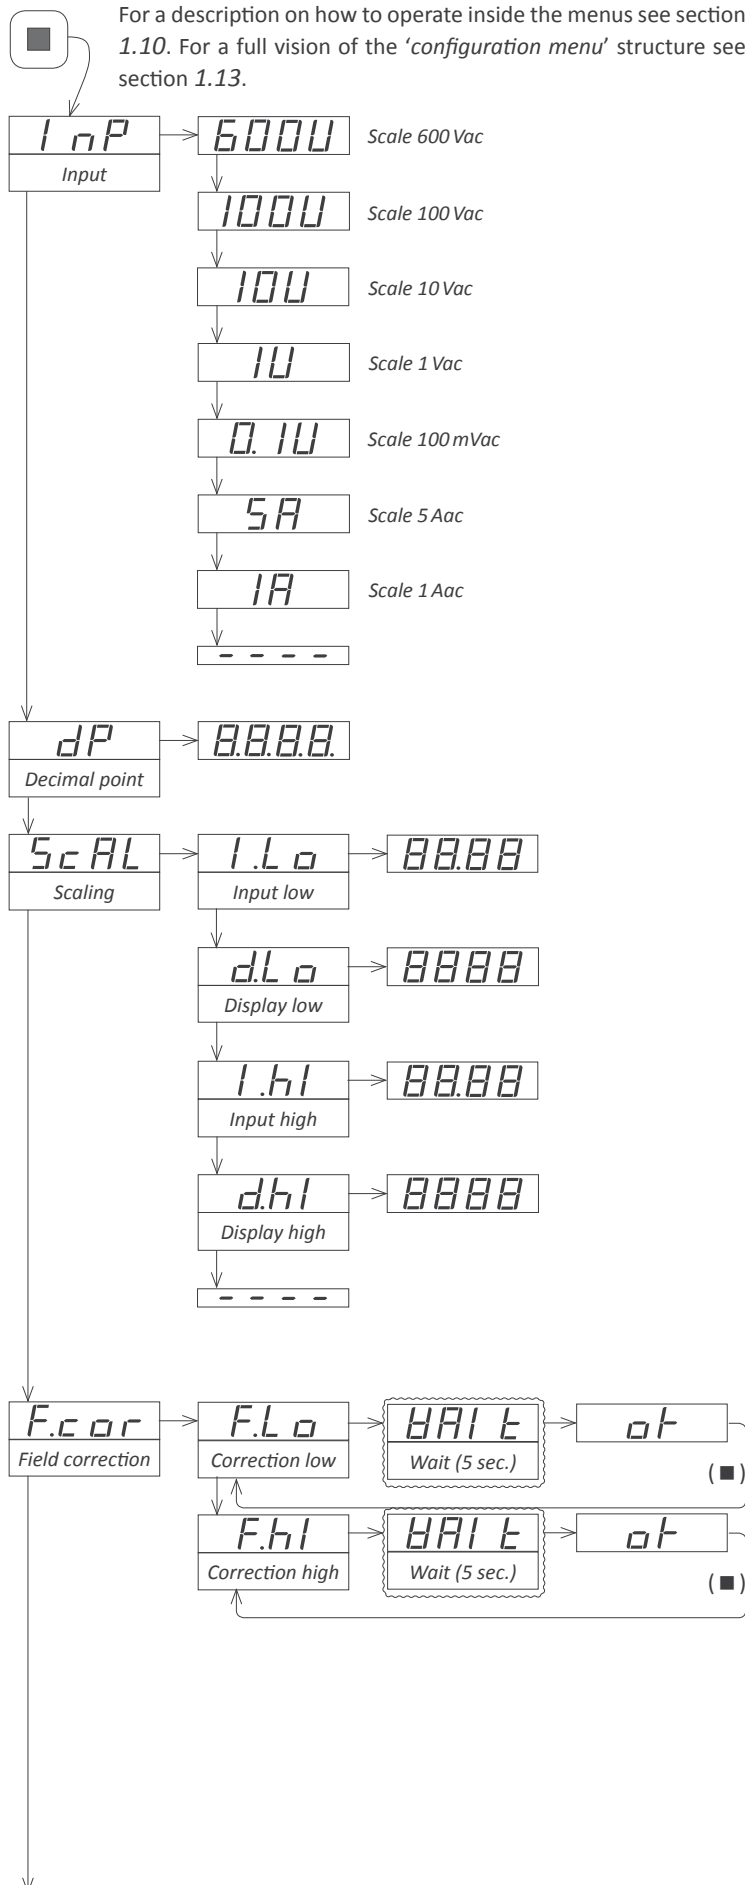 For a description on how to operate inside the menus see section
1.10. For a full vision of the ‘configuration menu’ structure see
section 1.13.
InP 600U Scale 600 Vac
Input
100U Scale 100 Vac
10U Scale 10 Vac
1U Scale 1 Vac
0.1U Scale 100 mVac
5A Scale 5 Aac
1A Scale 1 Aac
- - - -
dP 8.8.8.8.
Decimal point
ScAL I.Lo 88.88
Scaling Input low
d.Lo 8888
Display low
I.hI 88.88
Input high
d.hI 8888
Display high
- - - -
F.cor F.Lo WAIt ok
Field correction Correction low Wait (5 sec.)
(■)
F.hI WAIt ok
Correction high Wait (5 sec.)
(■)